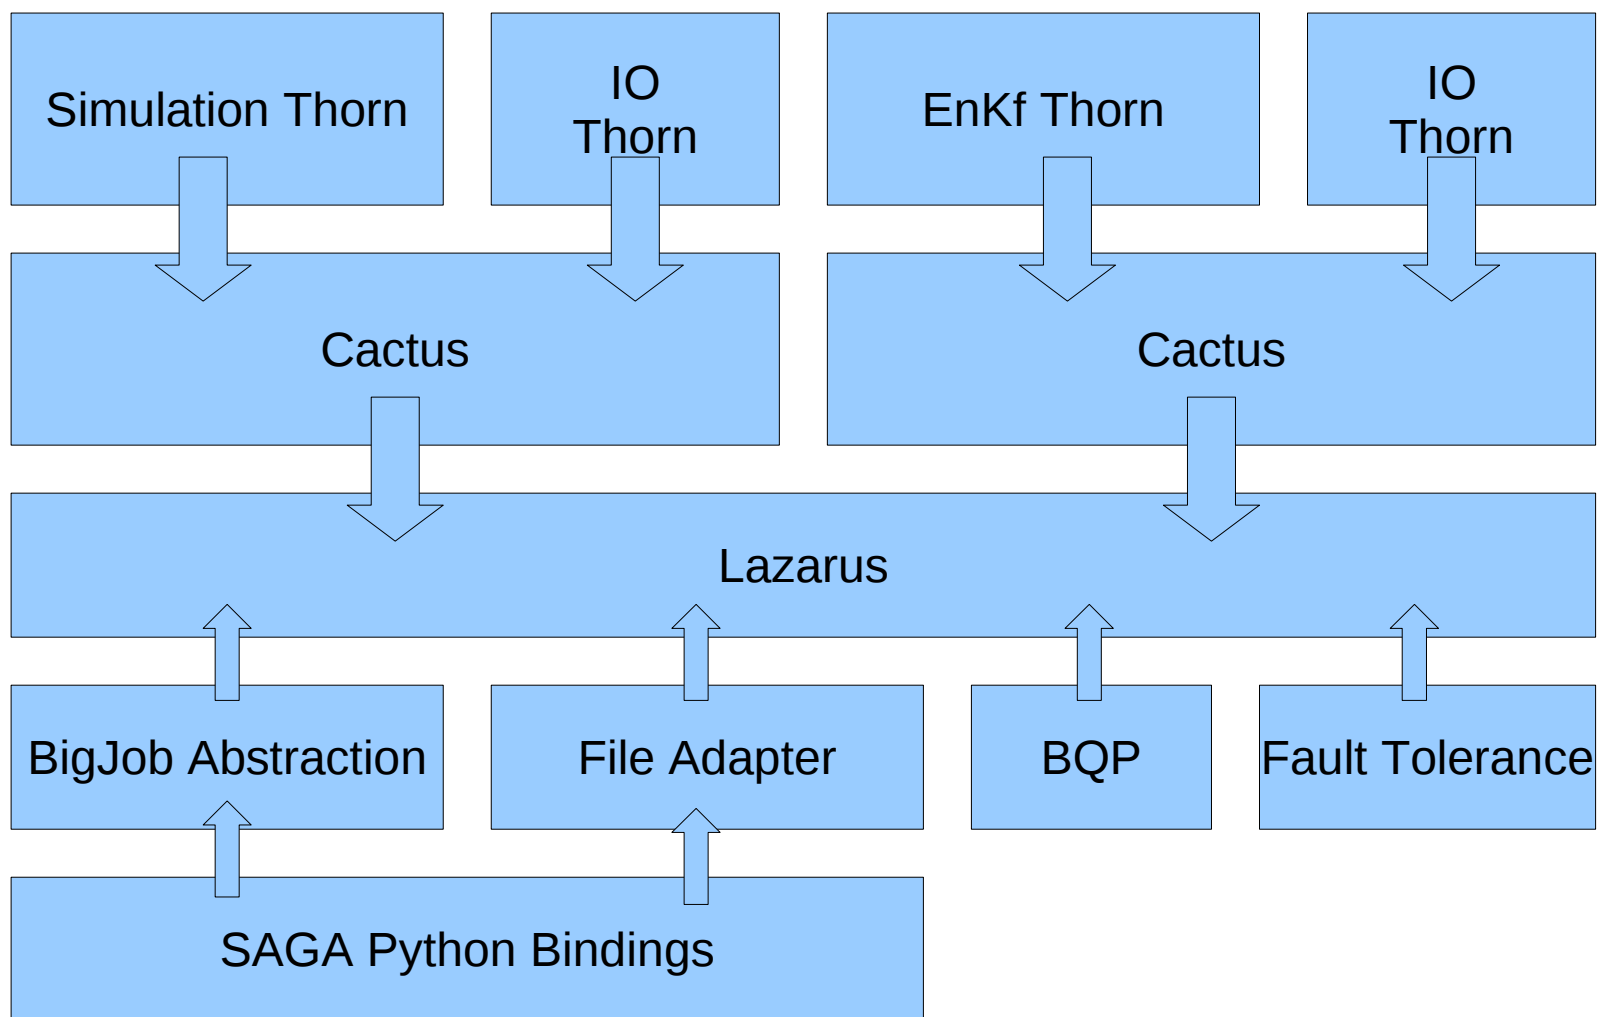 Simulation Thorn
IO
Thorn
EnKf Thorn
IO
Thorn
Cactus
Cactus
Lazarus
BigJob Abstraction
File Adapter
BQP
Fault Tolerance
SAGA Python Bindings